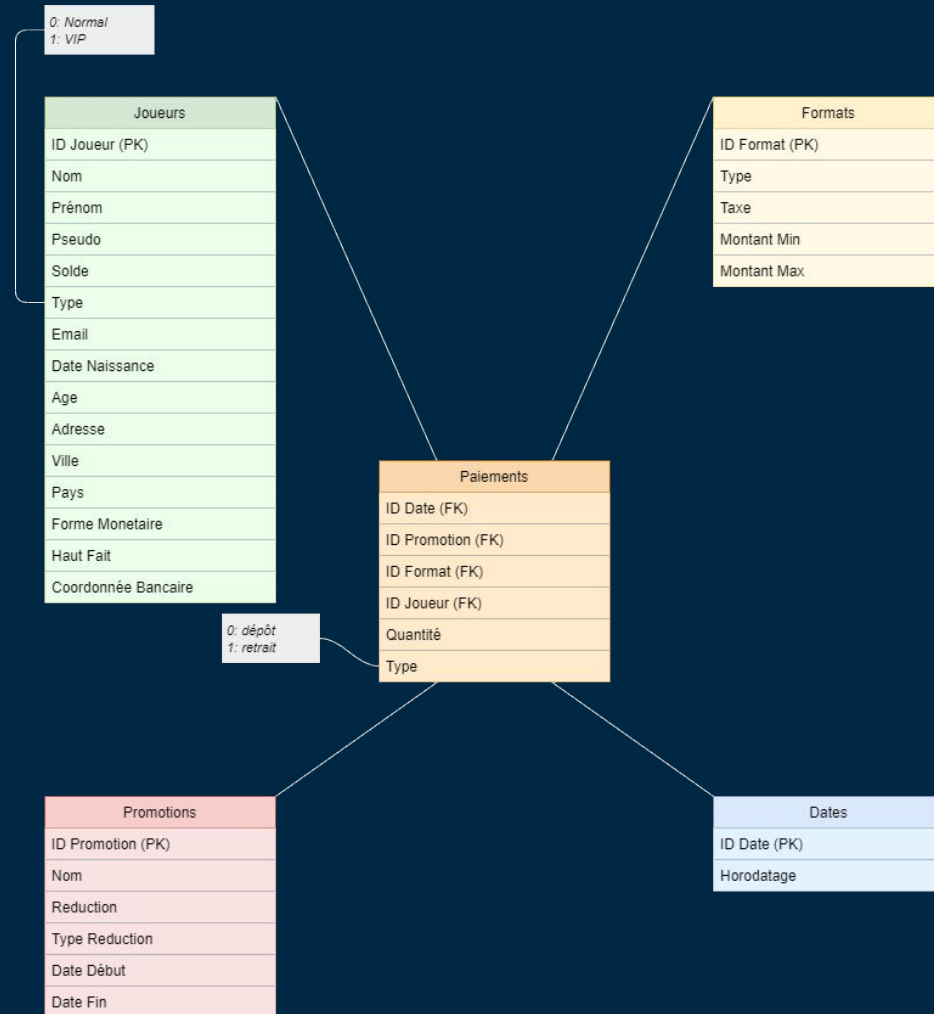 0: Normal
1: VIP
Joueurs
ID Joueur (PK)
Nom
Prénom
Pseudo
Solde
Type
Email
Date Naissance
Age
Adresse
Ville
Pays
Forme Monetaire
Haut Fait
Coordonnée Bancaire
Formats
ID Format (PK)
Type
Taxe
Montant Min
Montant Max
Paiements
ID Date (FK)
ID Promotion (FK)
ID Format (FK)
ID Joueur (FK)
Quantité
Type
0: dépôt
1: retrait
Promotions
ID Promotion (PK)
Nom
Reduction
Type Reduction
Date Début
Date Fin
Dates
ID Date (PK)
Horodatage